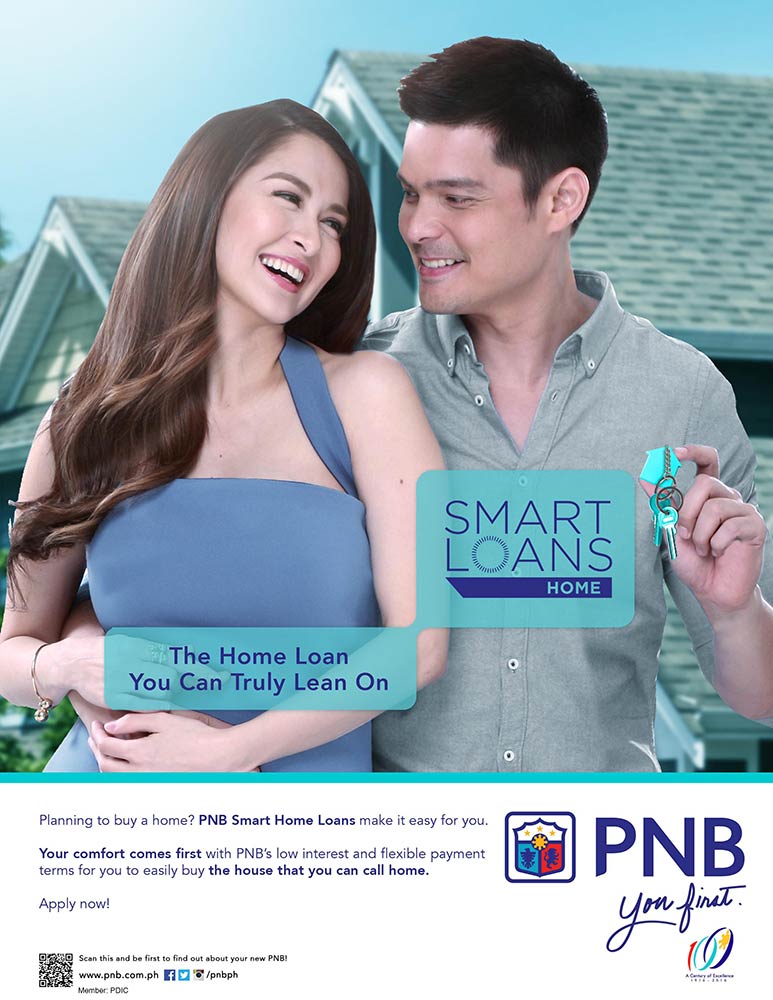 SMART
LOANS
HOME
The Home Loan
You Can Truly Lean On
Planning to buy a home? PNB Smart Home Loans make it easy for you.
Your comfort comes first with PNB's low interest and flexible payment
terms for you to easily buy the house that you can call home.
Apply now!
PNB
You first.
100
A Century of Excellence
1916 - 2016
Scan this and be first to find out about your new PNB!
www.pnb.com.ph /pnbph
Member: PDIC